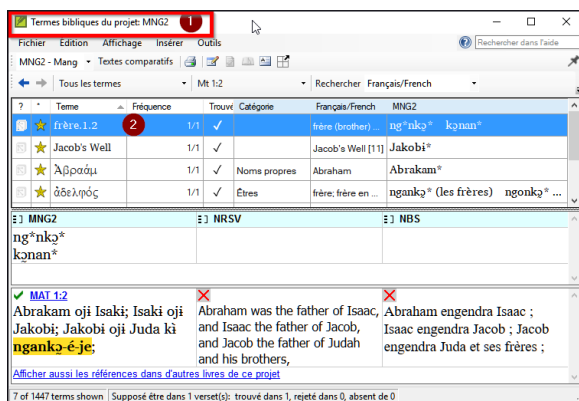 Termes bibliques du projet: MNG2 1
Fichier Edition Affichage Insérer Outils Rechercher dans l'aide
MNG2 - Mang Textes comparatifs
Tous les termes Mt 1:2 Rechercher Français/French
? * Terme Fréquence Trouvé Catégorie Français/French MNG2
frère.1.2 2 1/1 frère (brother) ... ng*nkə̰* kə̰nan*
Jacob's Well 1/1 Jacob's Well [11] Jakobi*
Ἀβραάμ 1/1 Noms propres Abraham Abrakam*
ἀδελφός 1/1 Êtres frère; frère en ... ngankə̰* (les frères) ngonkə̰* ...
MNG2 NRSV NBS
ng*nkə̰*
kə̰nan*
MAT 1:2
Abrakam oji Isaki; Isaki oji
Jakobi; Jakobi oji Juda kì
ngankə̰-é-je;
Abraham was the father of Isaac,
and Isaac the father of Jacob,
and Jacob the father of Judah
and his brothers,
Abraham engendra Isaac ;
Isaac engendra Jacob ; Jacob
engendra Juda et ses frères ;
Afficher aussi les références dans d'autres livres de ce projet
7 of 1447 terms shown Supposé être dans 1 verset(s): trouvé dans 1, rejeté dans 0, absent de 0